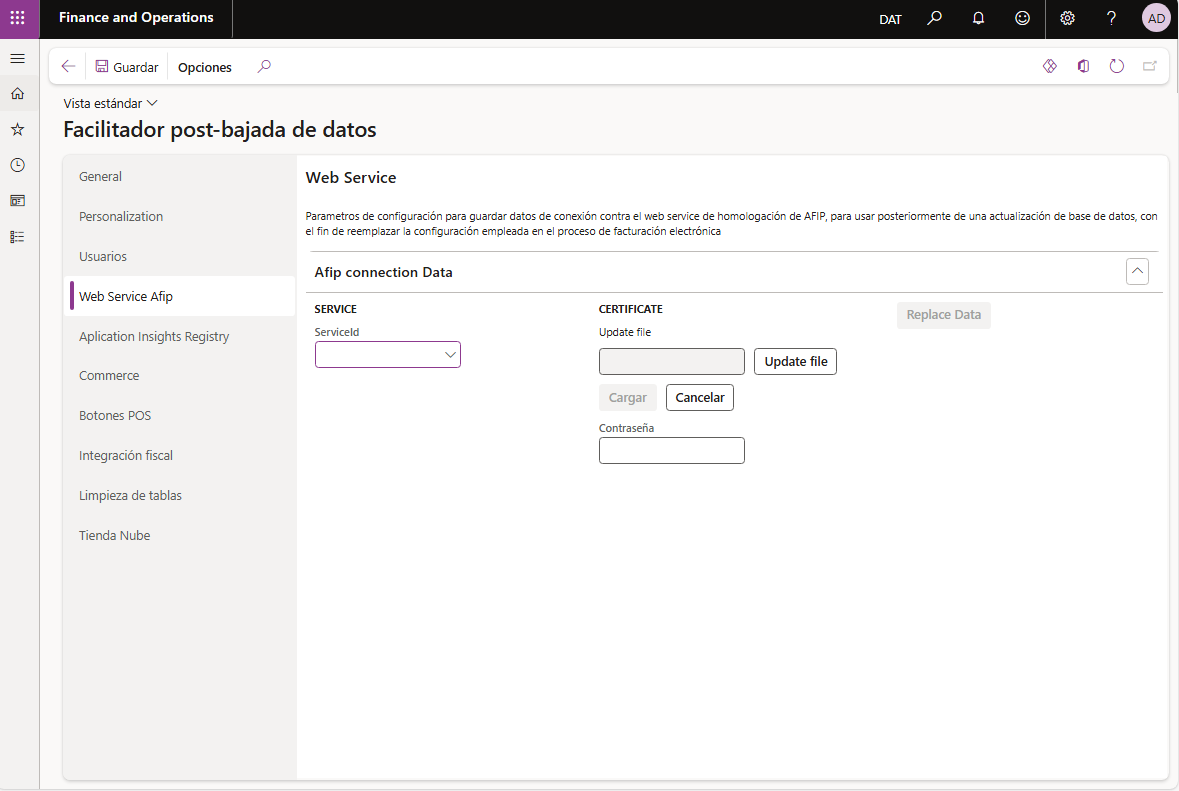 Finance and Operations
DAT
?
AD
Guardar
Opciones
Vista estándar
Facilitador post-bajada de datos
General
Personalization
Usuarios
Web Service Afip
Aplication Insights Registry
Commerce
Botones POS
Integración fiscal
Limpieza de tablas
Tienda Nube
Web Service
Parametros de configuración para guardar datos de conexión contra el web service de homologación de AFIP, para usar posteriormente de una actualización de base de datos, con
el fin de reemplazar la configuración empleada en el proceso de facturación electrónica
Afip connection Data
SERVICE
ServiceId
CERTIFICATE
Update file
Update file
Cargar
Cancelar
Contraseña
Replace Data